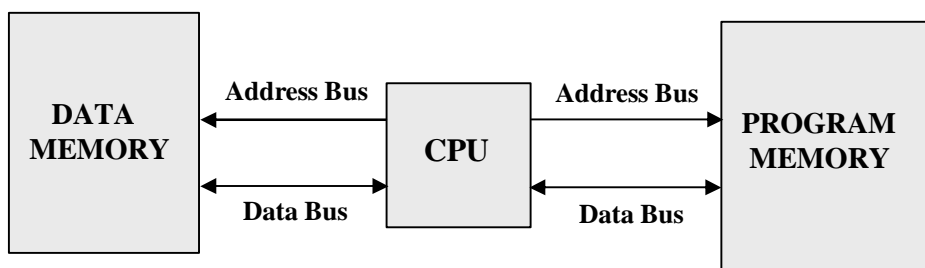 DATA
MEMORY
Address Bus
Data Bus
CPU
Address Bus
Data Bus
PROGRAM
MEMORY